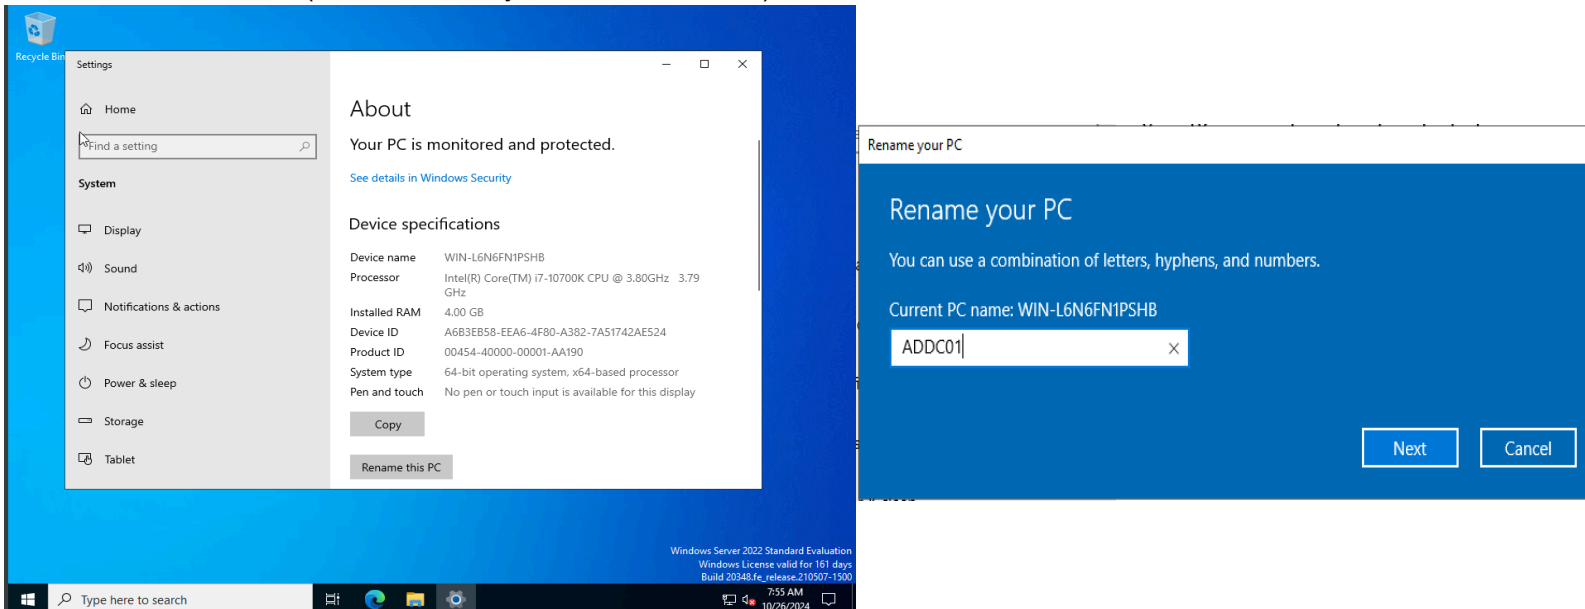 Recycle Bin
Settings
Home
Find a setting
System
Display
Sound
Notifications & actions
Focus assist
Power & sleep
Storage
Tablet
About
Your PC is monitored and protected.
See details in Windows Security
Device specifications
Device name WIN-L6N6FN1PSHB
Processor Intel(R) Core(TM) i7-10700K CPU @ 3.80GHz 3.79
GHz
Installed RAM 4.00 GB
Device ID A6B3EB58-EEA6-4F80-A382-7A51742AE524
Product ID 00454-40000-00001-AA190
System type 64-bit operating system, x64-based processor
Pen and touch No pen or touch input is available for this display
Copy
Rename this PC
Windows Server 2022 Standard Evaluation
Windows License valid for 161 days
Build 20348.fe_release.210507-1500
Type here to search
7:55 AM
10/26/2024
Rename your PC
Rename your PC
You can use a combination of letters, hyphens, and numbers.
Current PC name: WIN-L6N6FN1PSHB
ADDC01
Next
Cancel